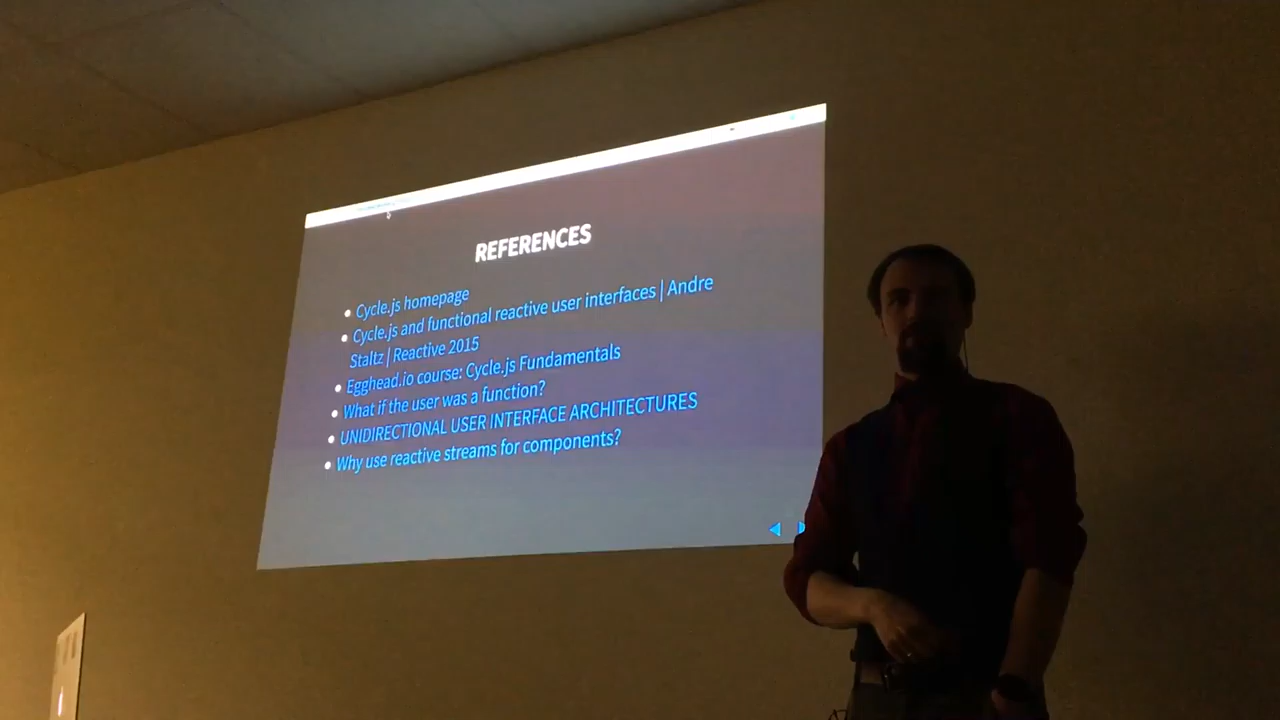 REFERENCES
Cycle.js homepage
Cycle.js and functional reactive user interfaces | Andre
Staltz | Reactive 2015
Egghead.io course: Cycle.js Fundamentals
What if the user was a function?
UNIDIRECTIONAL USER INTERFACE ARCHITECTURES
Why use reactive streams for components?